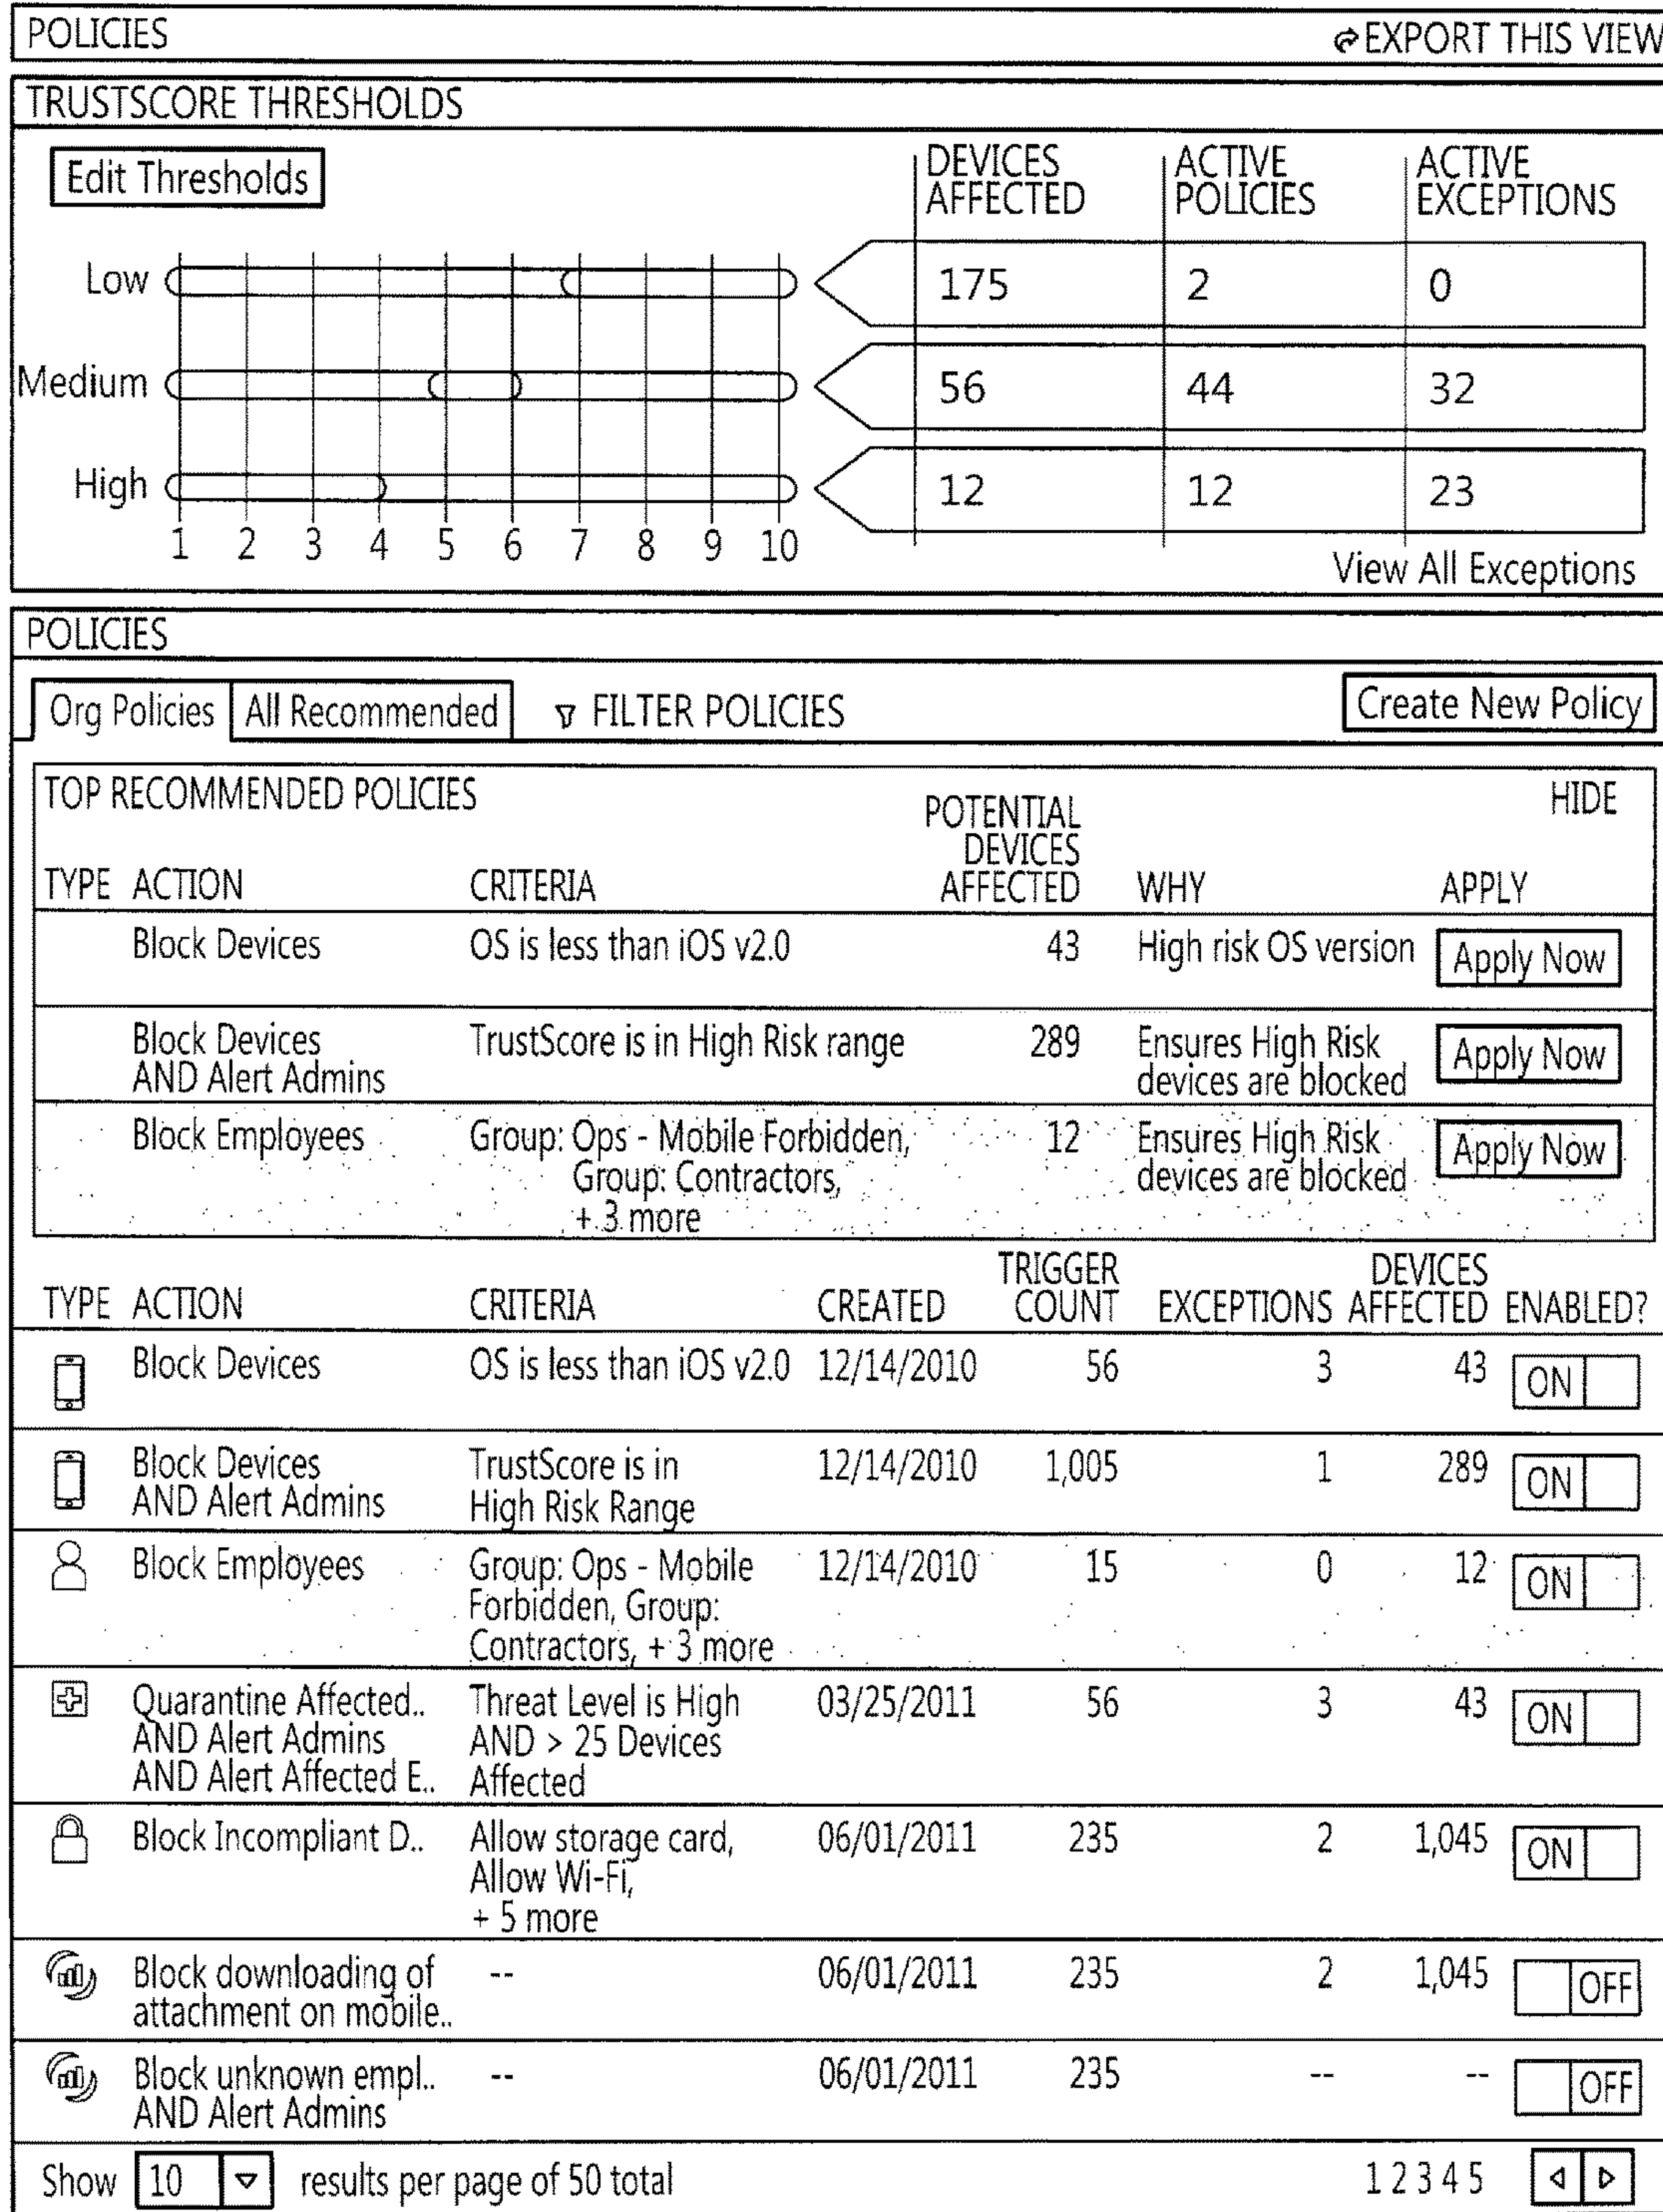 POLICIES EXPORT THIS VIEW
TRUSTSCORE THRESHOLDS
Edit Thresholds
DEVICES AFFECTED ACTIVE POLICIES ACTIVE EXCEPTIONS
Low 175 2 0
Medium 56 44 32
High 12 12 23
1 2 3 4 5 6 7 8 9 10
View All Exceptions
POLICIES
Org Policies All Recommended FILTER POLICIES Create New Policy
TOP RECOMMENDED POLICIES HIDE
TYPE ACTION CRITERIA POTENTIAL DEVICES AFFECTED WHY APPLY
Block Devices OS is less than iOS v2.0 43 High risk OS version Apply Now
Block Devices TrustScore is in High Risk range 289 Ensures High Risk Apply Now
AND Alert Admins devices are blocked
Block Employees Group: Ops - Mobile Forbidden, 12 Ensures High Risk Apply Now
Group: Contractors, devices are blocked
+ 3 more
TYPE ACTION CRITERIA CREATED TRIGGER COUNT EXCEPTIONS DEVICES AFFECTED ENABLED?
Block Devices OS is less than iOS v2.0 12/14/2010 56 3 43 ON
Block Devices TrustScore is in 12/14/2010 1,005 1 289 ON
AND Alert Admins High Risk Range
Block Employees Group: Ops - Mobile 12/14/2010 15 0 12 ON
Forbidden, Group:
Contractors, + 3 more
Quarantine Affected.. Threat Level is High 03/25/2011 56 3 43 ON
AND Alert Admins AND > 25 Devices
AND Alert Affected E.. Affected
Block Incompliant D.. Allow storage card, 06/01/2011 235 2 1,045 ON
Allow Wi-Fi,
+ 5 more
Block downloading of -- 06/01/2011 235 2 1,045 OFF
attachment on mobile..
Block unknown empl.. -- 06/01/2011 235 -- -- OFF
AND Alert Admins
Show 10 results per page of 50 total 1 2 3 4 5